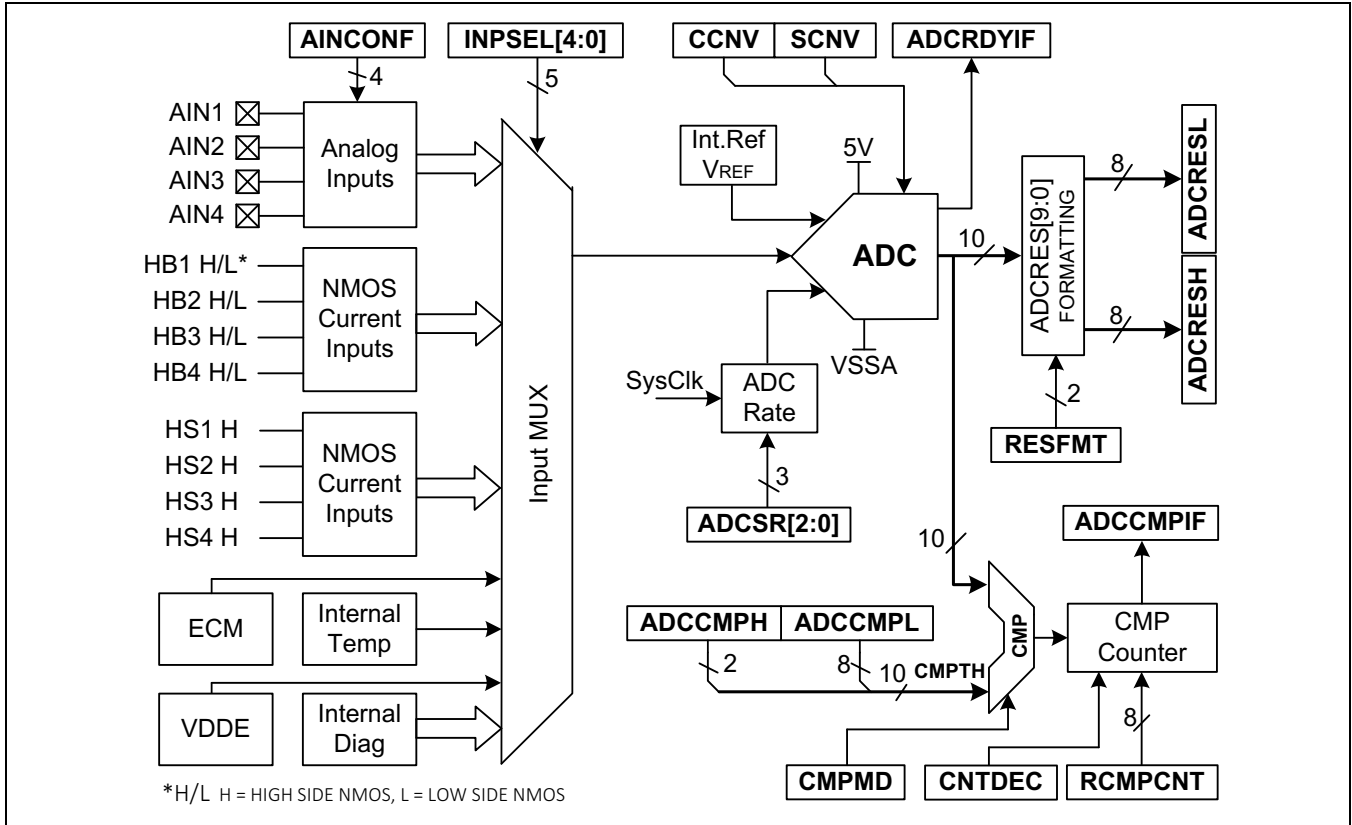 AINCONF
INPSEL[4:0]
CCNV
SCNV
ADCRDYIF
4
5
AIN1
AIN2
AIN3
AIN4
Analog
Inputs
Int.Ref
VREF
5V
ADC
VSSA
10
ADCRES[9:0]
FORMATTING
8
8
ADCRESL
ADCRESH
2
RESFMT
HB1 H/L*
HB2 H/L
HB3 H/L
HB4 H/L
NMOS
Current
Inputs
Input MUX
SysClk
ADC
Rate
3
ADCSR[2:0]
HS1 H
HS2 H
HS3 H
HS4 H
NMOS
Current
Inputs
ECM
Internal
Temp
VDDE
Internal
Diag
10
ADCCMPH
ADCCMPL
2
8
10
CMPTH
CMP
ADCCMPIF
CMP
Counter
8
CMPMD
CNTDEC
RCMPCNT
*H/L H = HIGH SIDE NMOS, L = LOW SIDE NMOS